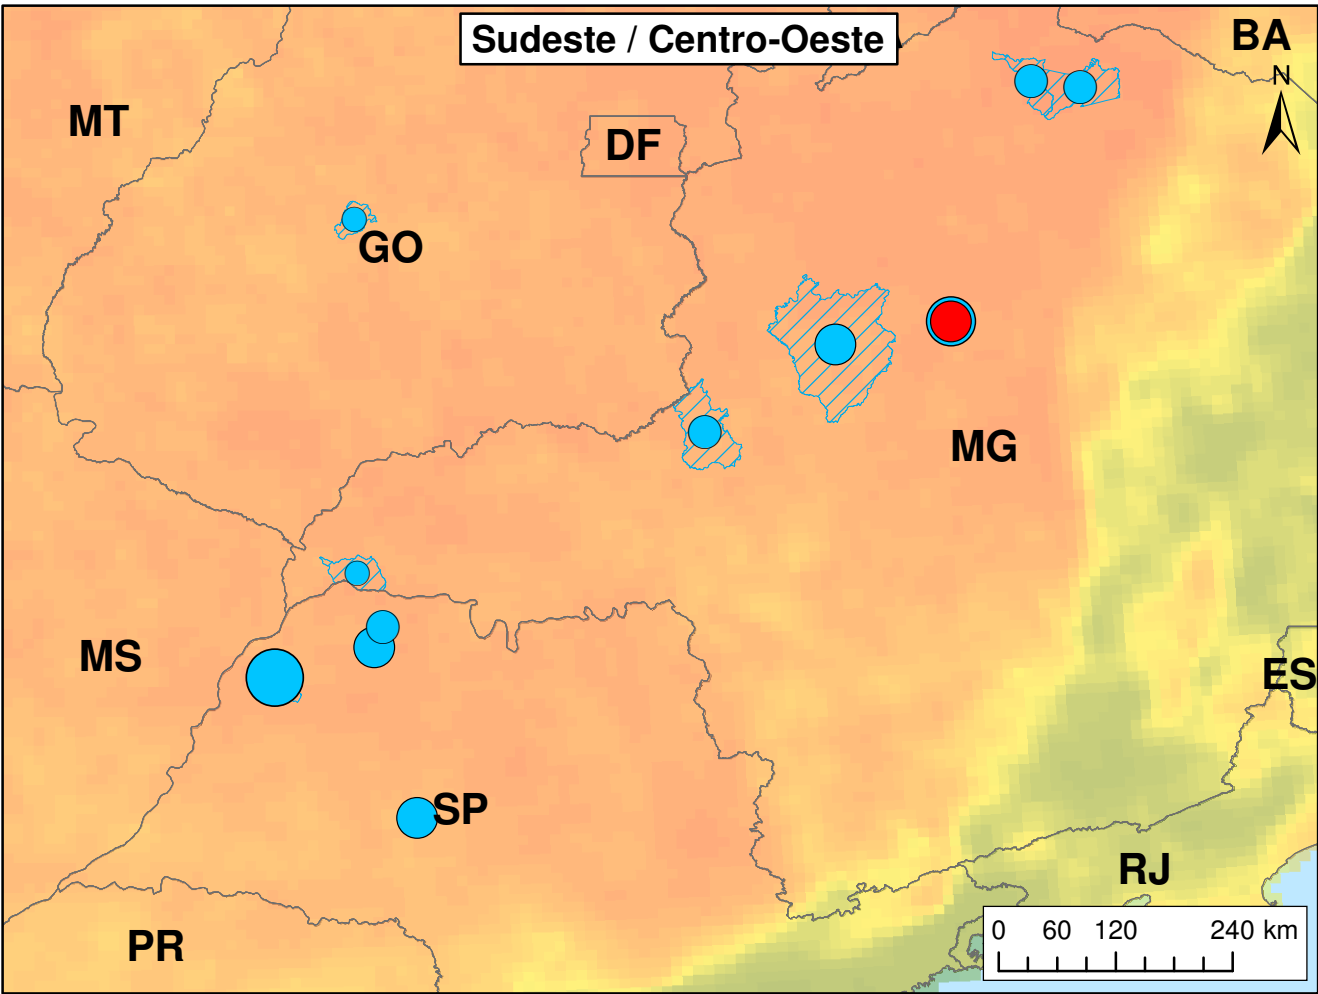 Sudeste / Centro-Oeste
BA
N
MT
DF
GO
MG
MS
ES
SP
RJ
PR
0 60 120 240 km